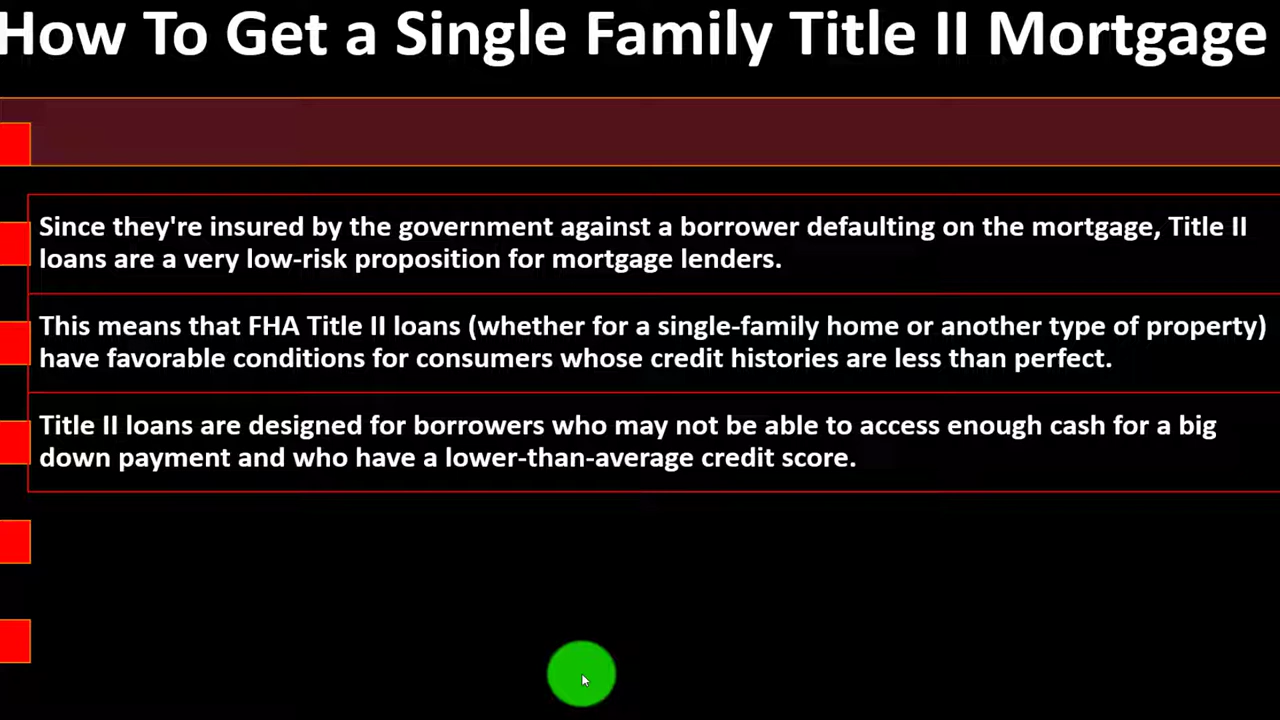 How To Get a Single Family Title II Mortgage
Since they're insured by the government against a borrower defaulting on the mortgage, Title II
loans are a very low-risk proposition for mortgage lenders.
This means that FHA Title II loans (whether for a single-family home or another type of property)
have favorable conditions for consumers whose credit histories are less than perfect.
Title II loans are designed for borrowers who may not be able to access enough cash for a big
down payment and who have a lower-than-average credit score.